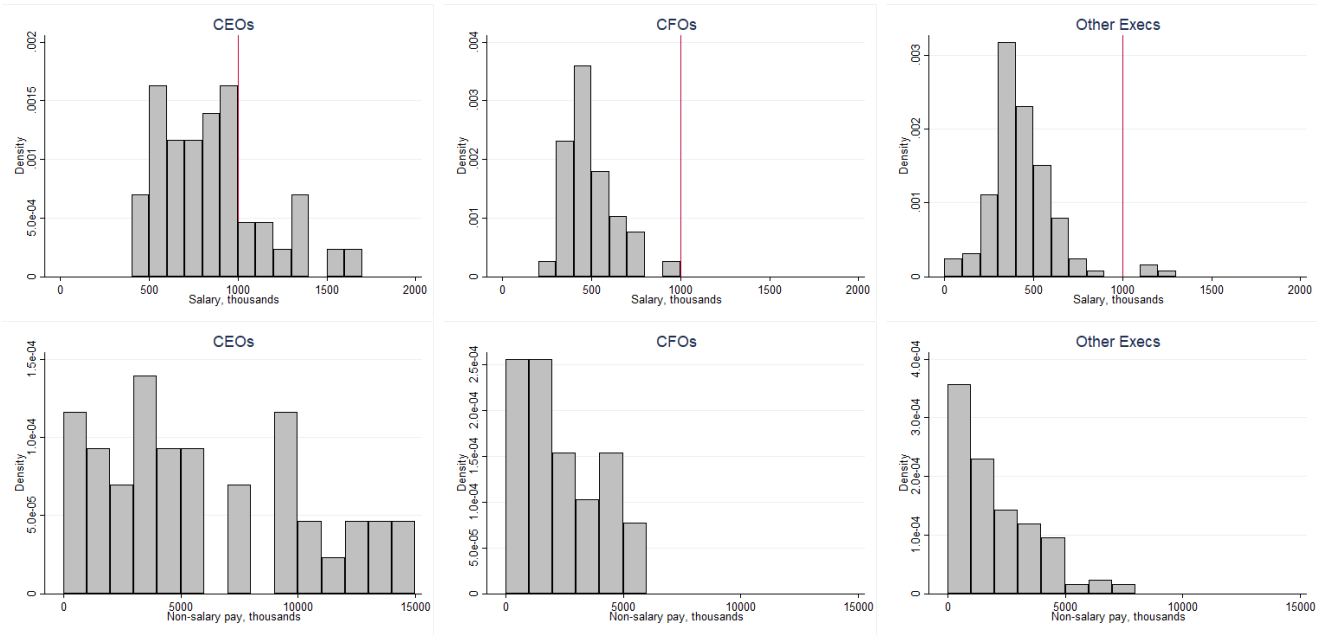 CEOs
Density
0
5.0e-04
.001
.0015
.002
0
500
1000
1500
2000
Salary, thousands
CFOs
Density
0
.001
.002
.003
.004
0
500
1000
1500
2000
Salary, thousands
Other Execs
Density
0
.001
.002
.003
0
500
1000
1500
2000
Salary, thousands
CEOs
Density
0
5.0e-05
1.0e-04
1.5e-04
0
5000
10000
15000
Non-salary pay, thousands
CFOs
Density
0
5.0e-05
1.0e-04
1.5e-04
2.0e-04
2.5e-04
0
5000
10000
15000
Non-salary pay, thousands
Other Execs
Density
0
1.0e-04
2.0e-04
3.0e-04
4.0e-04
0
5000
10000
15000
Non-salary pay, thousands